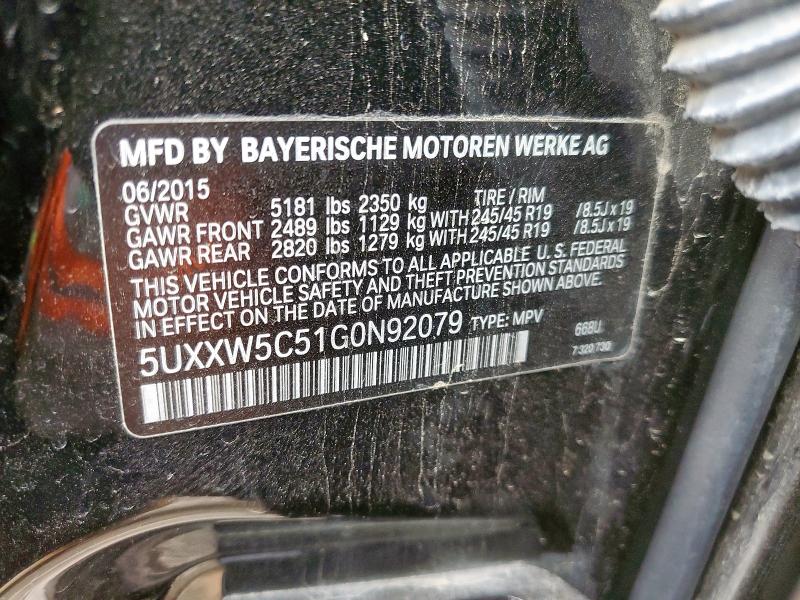 MFD BY BAYERISCHE MOTOREN WERKE AG
06/2015 TIRE / RIM
GVWR 5181 lbs 2350 kg
GAWR FRONT 2489 lbs 1129 kg WITH 245/45 R19 /8.5J x 19
GAWR REAR 2820 lbs 1279 kg WITH 245/45 R19 /8.5J x 19
THIS VEHICLE CONFORMS TO ALL APPLICABLE U.S. FEDERAL
MOTOR VEHICLE SAFETY AND THEFT PREVENTION STANDARDS
IN EFFECT ON THE DATE OF MANUFACTURE SHOWN ABOVE.
5UXXW5C51G0N92079 TYPE: MPV 668U
7 320 730